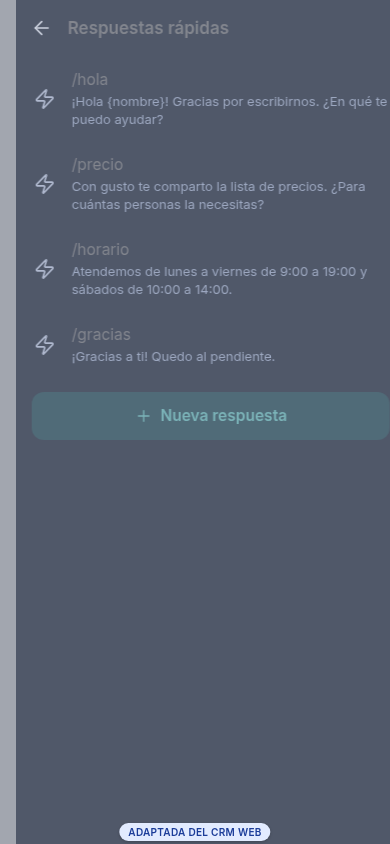 Respuestas rápidas
/hola
¡Hola {nombre}! Gracias por escribirnos. ¿En qué te
puedo ayudar?
/precio
Con gusto te comparto la lista de precios. ¿Para
cuántas personas la necesitas?
/horario
Atendemos de lunes a viernes de 9:00 a 19:00 y
sábados de 10:00 a 14:00.
/gracias
¡Gracias a ti! Quedo al pendiente.
+ Nueva respuesta
ADAPTADA DEL CRM WEB